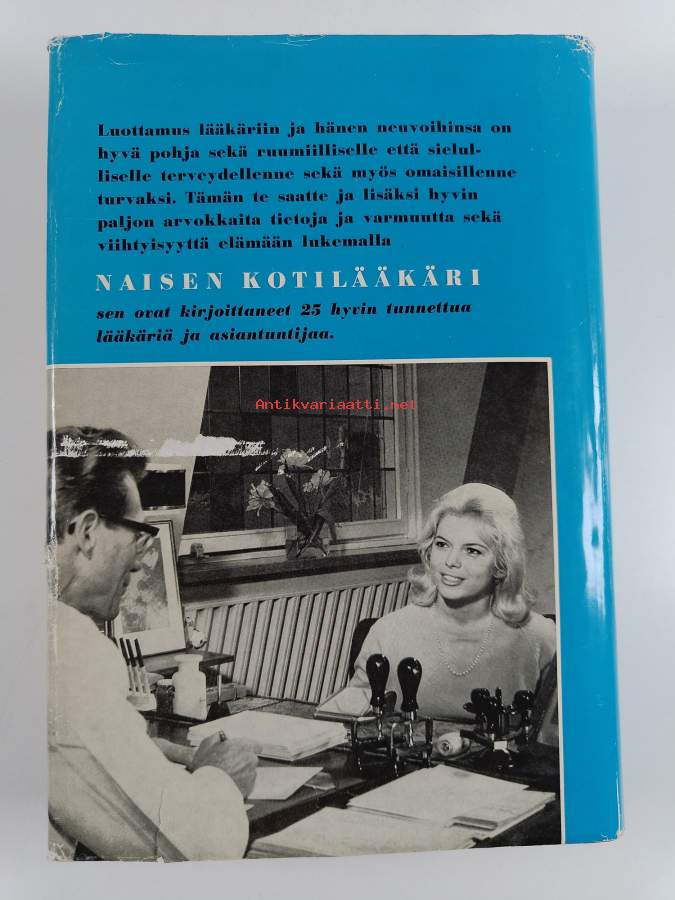 Luottamus lääkäriin ja hänen neuvoihinsa on
hyvä pohja sekä ruumiilliselle että sielul-
liselle terveydellenne sekä myös omaisillenne
turvaksi. Tämän te saatte ja lisäksi hyvin
paljon arvokkaita tietoja ja varmuutta sekä
viihtyisyyttä elämään lukemalla
NAISEN KOTILÄÄKÄRI
sen ovat kirjoittaneet 25 hyvin tunnettua
lääkäriä ja asiantuntijaa.
Antikvariaatti.net